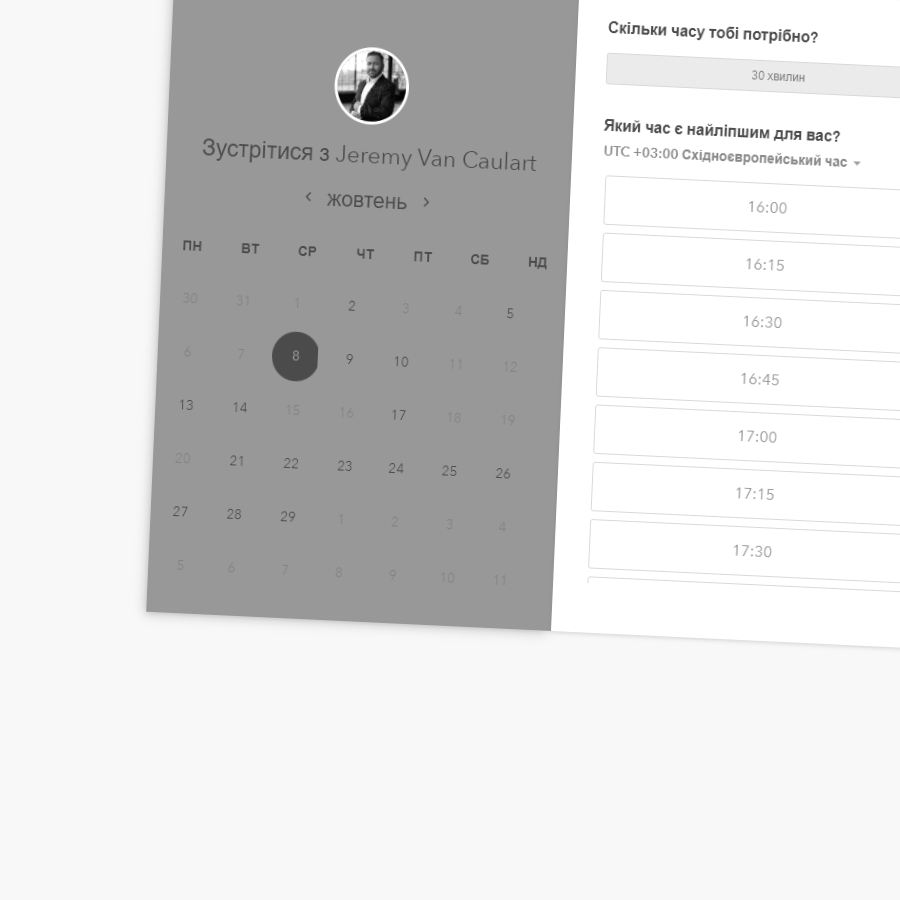 Зустрітися з Jeremy Van Caulart
жовтень
ПН ВТ СР ЧТ ПТ СБ НД
30 31 1 2 3 4 5
6 7 8 9 10 11 12
13 14 15 16 17 18 19
20 21 22 23 24 25 26
27 28 29 1 2 3 4
5 6 7 8 9 10 11
Скільки часу тобі потрібно?
30 хвилин
Який час є найліпшим для вас?
UTC +03:00 Східноєвропейський час
16:00
16:15
16:30
16:45
17:00
17:15
17:30